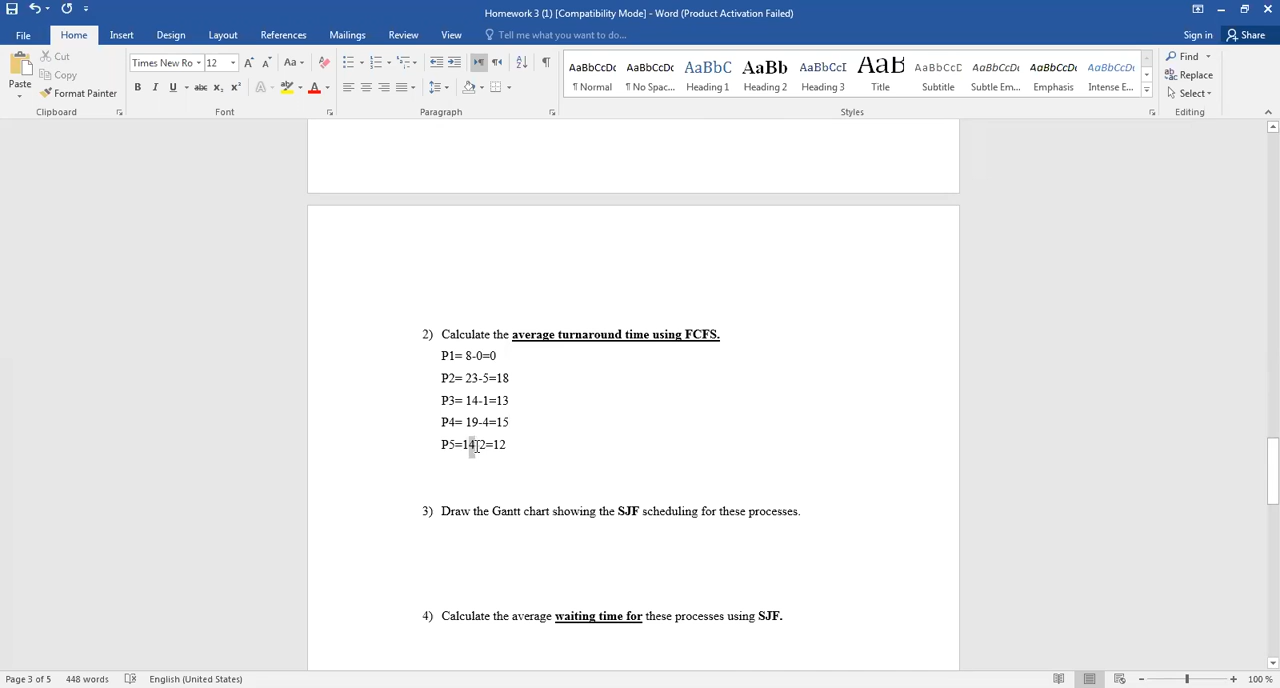 Homework 3 (1) [Compatibility Mode] - Word (Product Activation Failed)
File Home Insert Design Layout References Mailings Review View Tell me what you want to do... Sign in Share
Paste
Cut
Copy
Format Painter
Clipboard
Times New Ro 12
Font
Paragraph
AaBbCcDc AaBbCcDc AaBbC AaBb AaBbCcI AaB AaBbCcD AaBbCcDc AaBbCcDc AaBbCcDc
¶ Normal ¶ No Spac... Heading 1 Heading 2 Heading 3 Title Subtitle Subtle Em... Emphasis Intense E...
Styles
Find
Replace
Select
Editing
2) Calculate the average turnaround time using FCFS.
P1= 8-0=0
P2= 23-5=18
P3= 14-1=13
P4= 19-4=15
P5=14-2=12
3) Draw the Gantt chart showing the SJF scheduling for these processes.
4) Calculate the average waiting time for these processes using SJF.
Page 3 of 5 448 words English (United States) 100 %